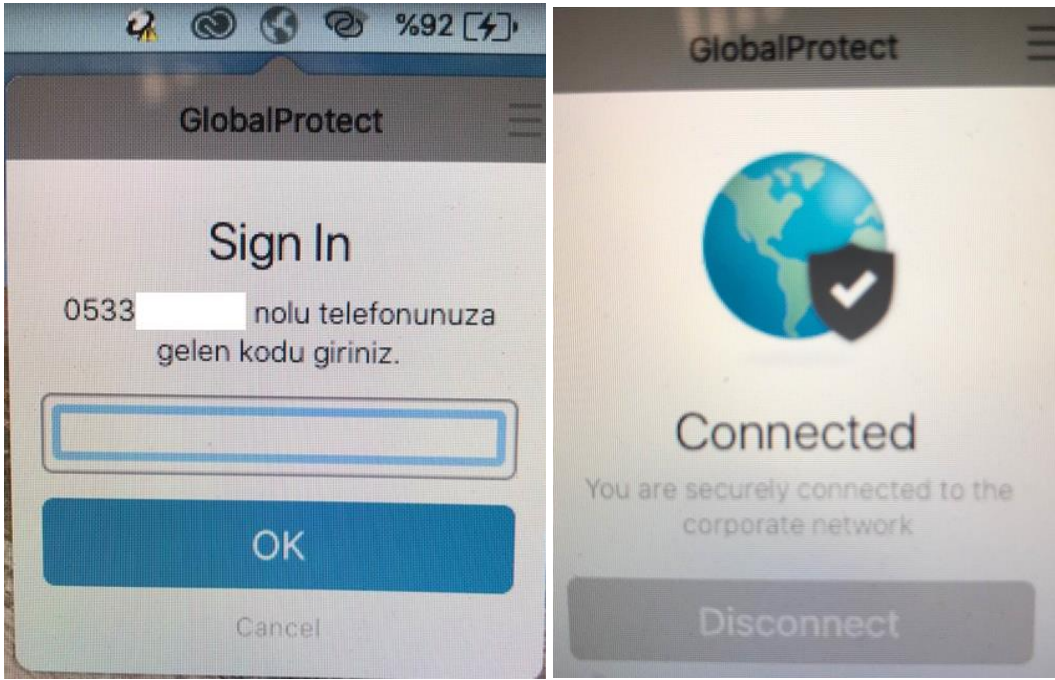 %92
GlobalProtect
Sign In
0533 nolu telefonunuza
gelen kodu giriniz.
OK
Cancel
GlobalProtect
Connected
You are securely connected to the
corporate network
Disconnect